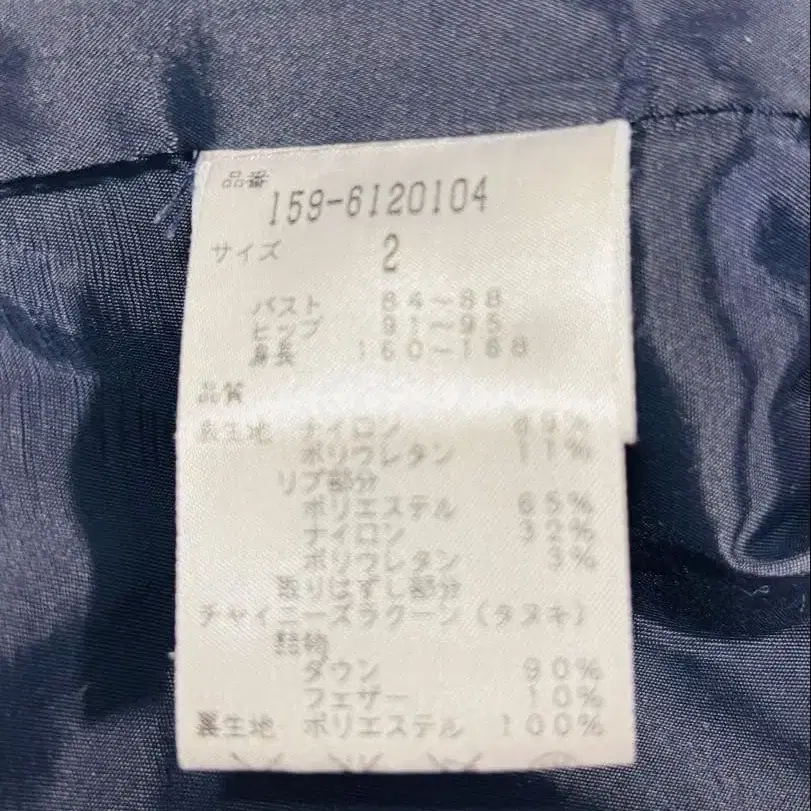 品番
159-6120104
サイズ 2
バスト 84～88
ヒップ 91～95
身長 160～168
品質
表生地 ナイロン 89%
ポリウレタン 11%
リブ部分
ポリエステル 65%
ナイロン 32%
ポリウレタン 3%
取りはずし部分
チャイニーズラクーン(タヌキ)
詰物
ダウン 90%
フェザー 10%
裏生地 ポリエステル 100%